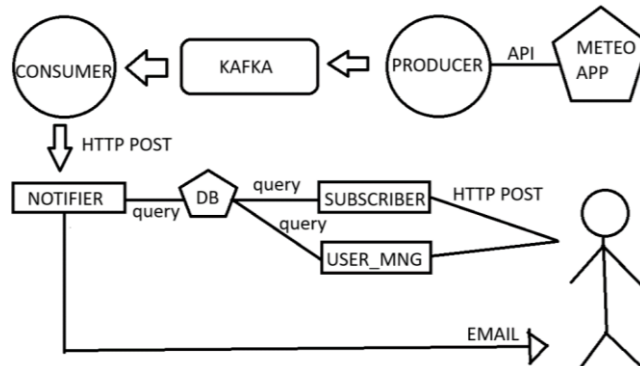 CONSUMER
KAFKA
PRODUCER
API
METEO
APP
HTTP POST
NOTIFIER
query
DB
query
query
SUBSCRIBER
USER_MNG
HTTP POST
EMAIL